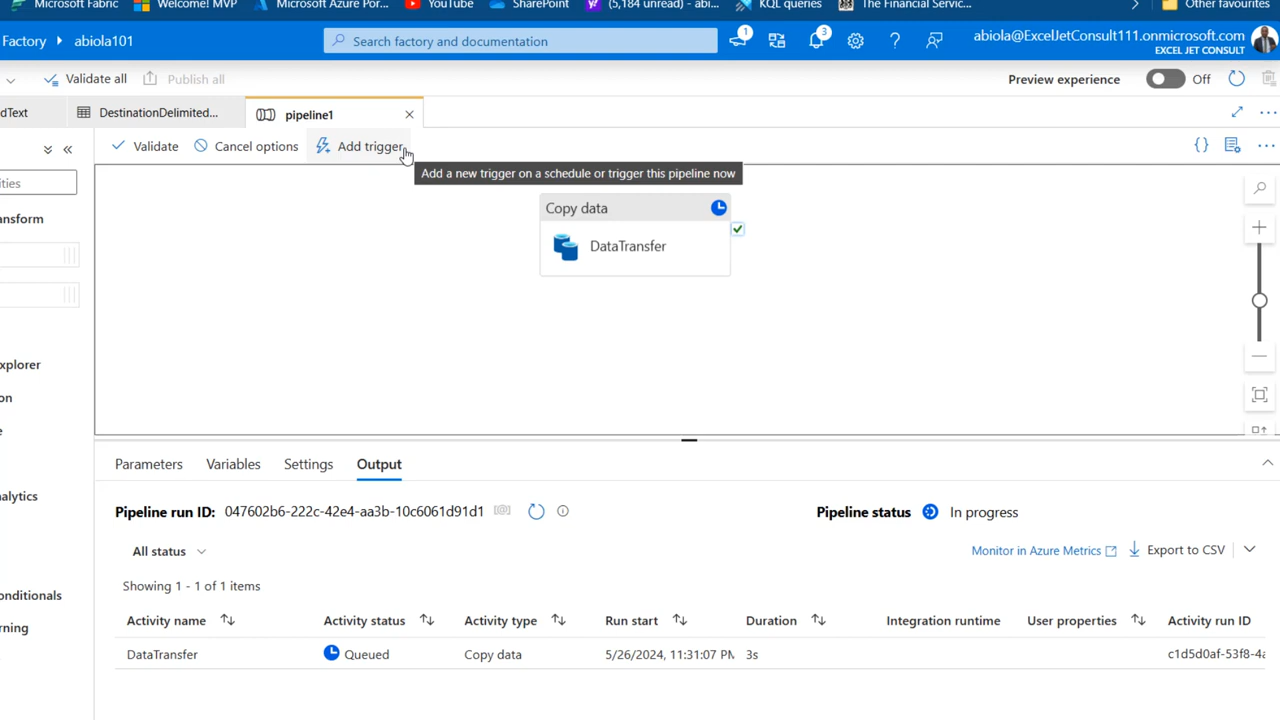 Microsoft Fabric
Welcome! MVP
Microsoft Azure Por...
YouTube
SharePoint
(5,184 unread) - abi...
KQL queries
The Financial Servic...
Other favourites
Factory
abiola101
Search factory and documentation
1
3
abiola@ExcelJetConsult111.onmicrosoft.com
EXCEL JET CONSULT
Validate all
Publish all
Preview experience
Off
dText
DestinationDelimited...
pipeline1
Validate
Cancel options
Add trigger
Add a new trigger on a schedule or trigger this pipeline now
ities
ansform
Copy data
DataTransfer
xplorer
on
e
Parameters
Variables
Settings
Output
nalytics
Pipeline run ID: 047602b6-222c-42e4-aa3b-10c6061d91d1
Pipeline status
In progress
All status
Monitor in Azure Metrics
Export to CSV
Showing 1 - 1 of 1 items
onditionals
rning
Activity name
Activity status
Activity type
Run start
Duration
Integration runtime
User properties
Activity run ID
DataTransfer
Queued
Copy data
5/26/2024, 11:31:07 PM
3s
c1d5d0af-53f8-4a